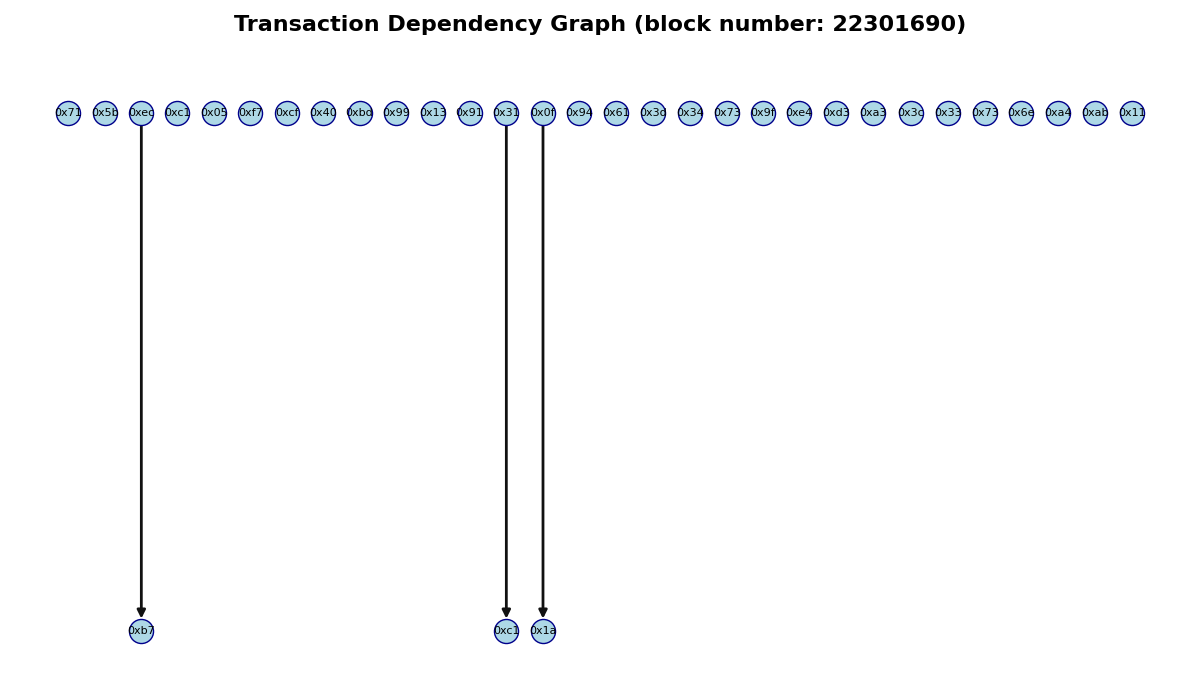 Transaction Dependency Graph (block number: 22301690)
0x71 0x5b 0xec 0xc1 0x05 0xf7 0xcf 0x40 0xbd 0x99 0x13 0x91 0x31 0x0f 0x94 0x61 0x3d 0x34 0x73 0x9f 0xe4 0xd3 0xa3 0x3c 0x33 0x73 0x6e 0xa4 0xab 0x11
0xb7 0xc1 0x1a